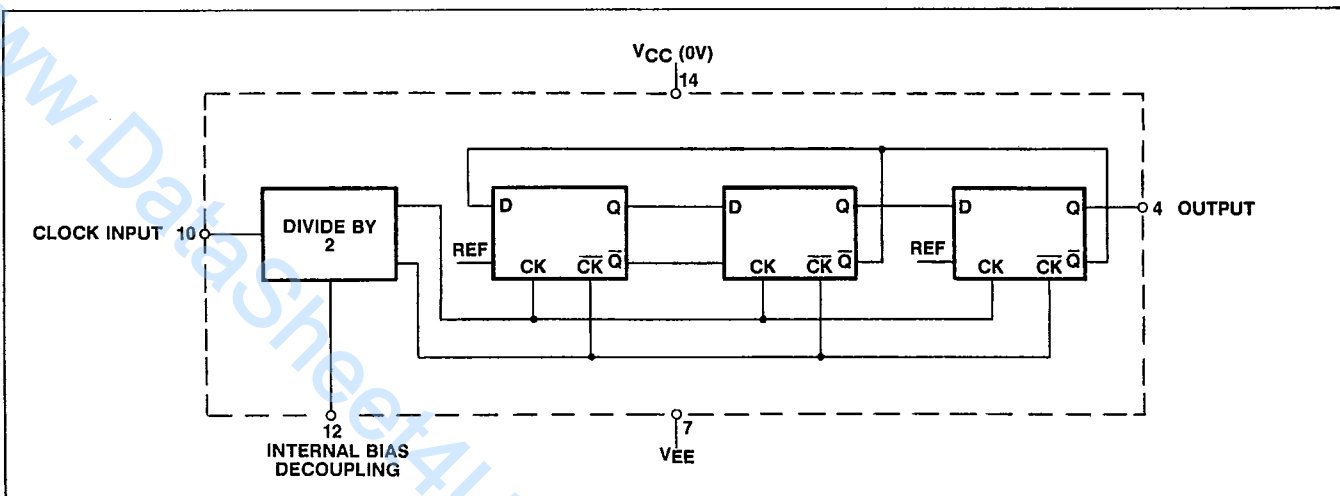 www.DataSheet4U
VCC (0V)
14
CLOCK INPUT 10
DIVIDE BY
2
D Q
REF
CK CK Q
D Q
CK CK Q
D Q
REF
CK CK Q
4 OUTPUT
12
INTERNAL BIAS
DECOUPLING
7
VEE